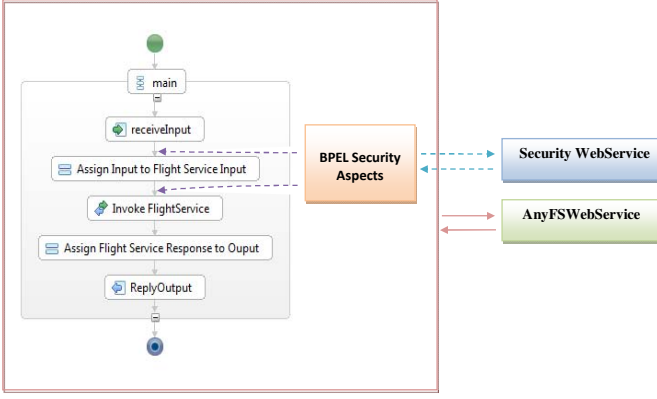 main
receiveInput
Assign Input to Flight Service Input
Invoke FlightService
Assign Flight Service Response to Ouput
ReplyOutput
BPEL Security
Aspects
Security WebService
AnyFSWebService